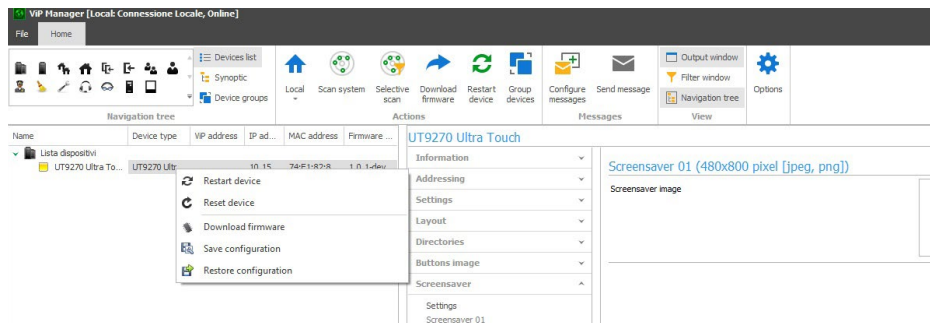 ViP Manager [Local: Connessione Locale, Online]
File Home
Devices list
Synoptic
Device groups
Local
Scan system
Selective scan
Download firmware
Restart device
Group devices
Configure messages
Send message
Output window
Filter window
Navigation tree
Options
Navigation tree
Actions
Messages
View
Name Device type ViP address IP ad... MAC address Firmware ...
Lista dispositivi
UT9270 Ultra To... UT9270 Ultr... 10.15. 74:E1:82:8 1.0.1-dev
Restart device
Reset device
Download firmware
Save configuration
Restore configuration
UT9270 Ultra Touch
Information
Addressing
Settings
Layout
Directories
Buttons image
Screensaver
Settings
Screensaver 01
Screensaver 01 (480x800 pixel [jpeg, png])
Screensaver image